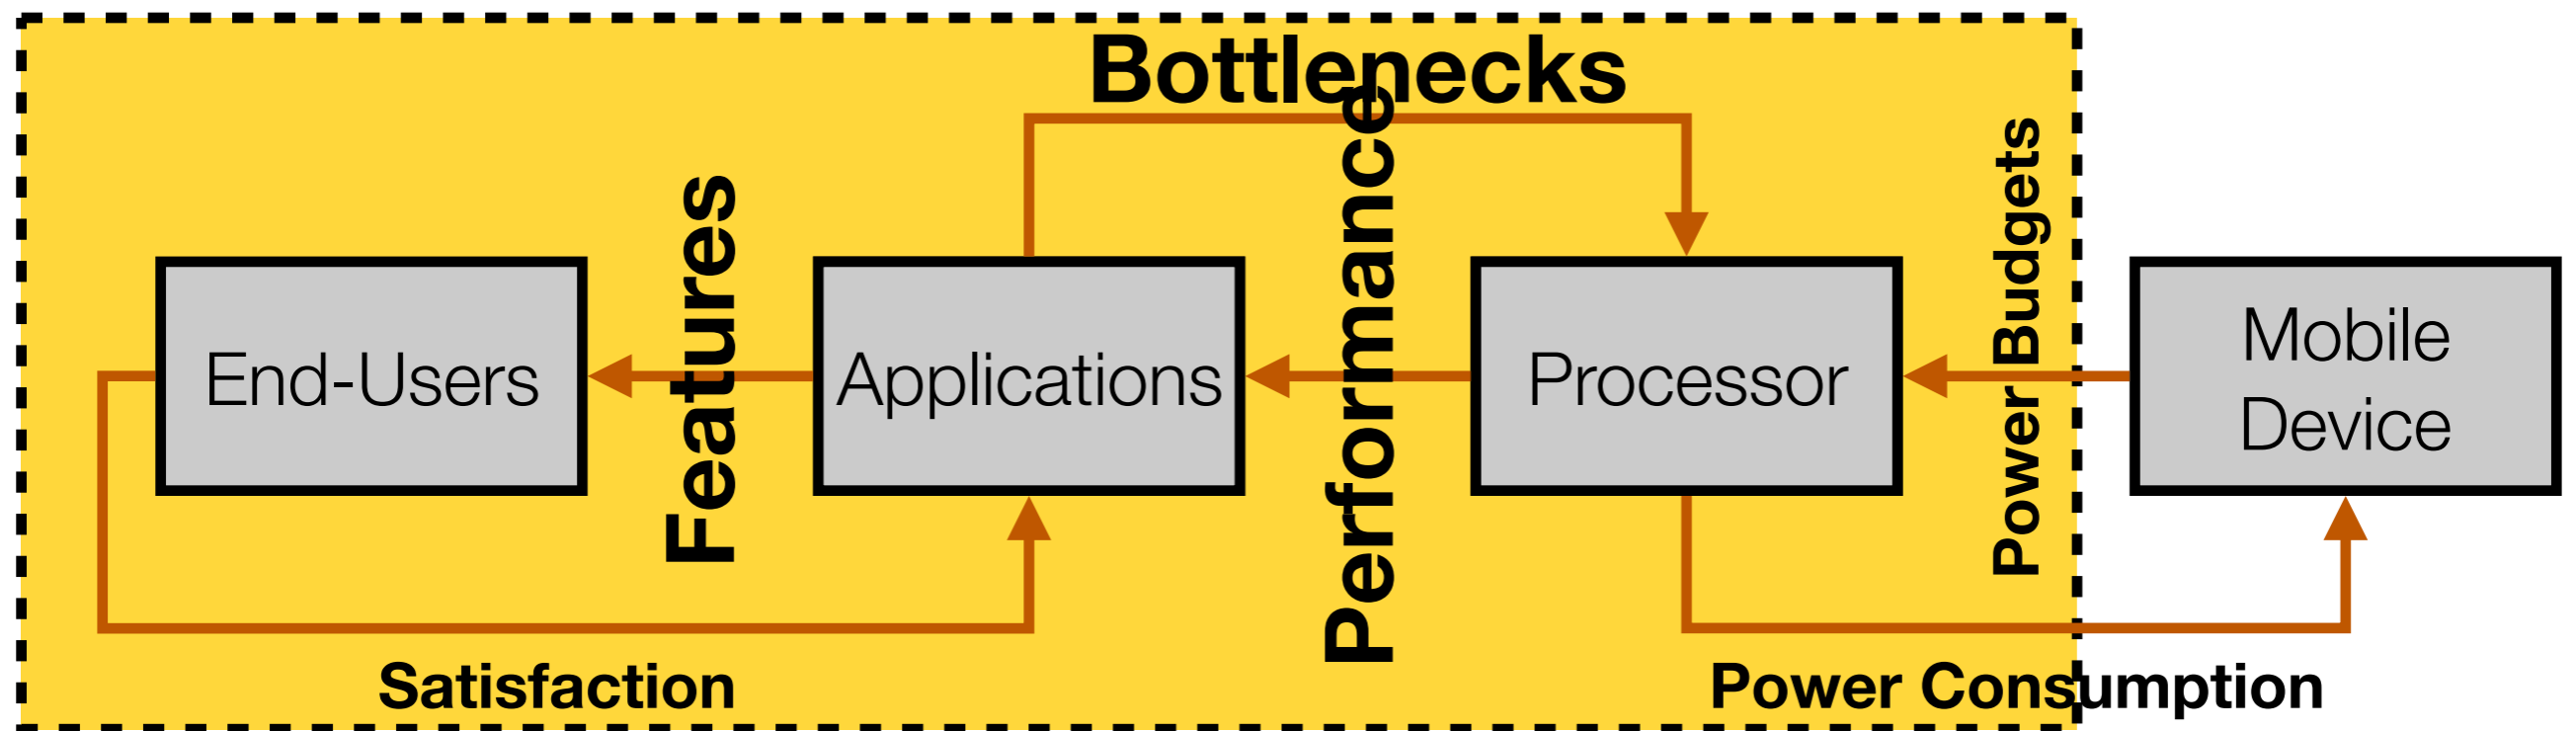 Bottlenecks
End-Users
Features
Applications
Performance
Processor
Power Budgets
Mobile
Device
Satisfaction
Power Consumption